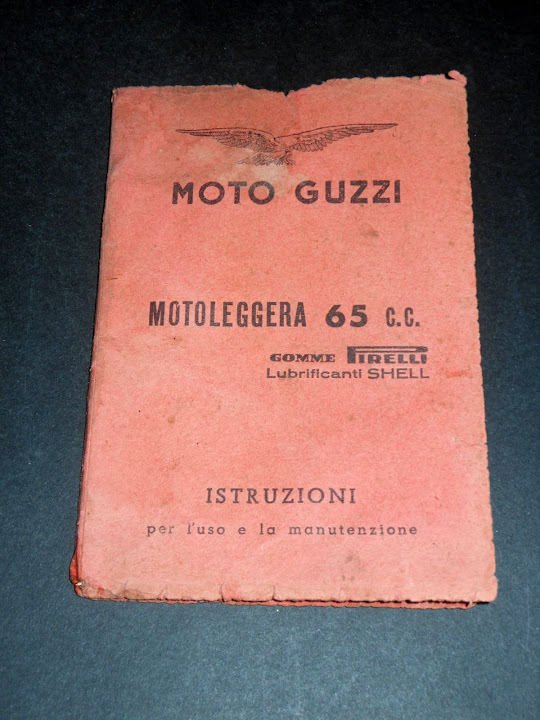 MOTO GUZZI
MOTOLEGGERA 65 C.C.
GOMME PIRELLI
Lubrificanti SHELL
ISTRUZIONI
per l'uso e la manutenzione